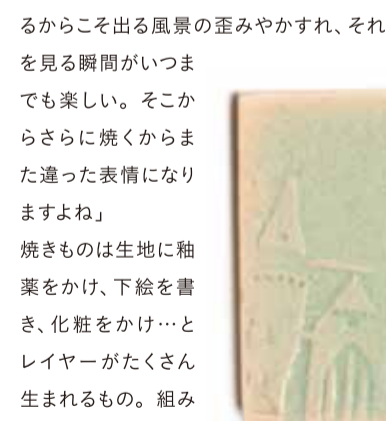 るからこそ出る風景の歪みやかすれ、それ
を見る瞬間がいつま
でも楽しい。そこか
らさらに焼くからま
た違った表情になり
ますよね」
焼きものは生地に釉
薬をかけ、下絵を書
き、化粧をかけ…と
レイヤーがたくさん
生まれるもの。組み